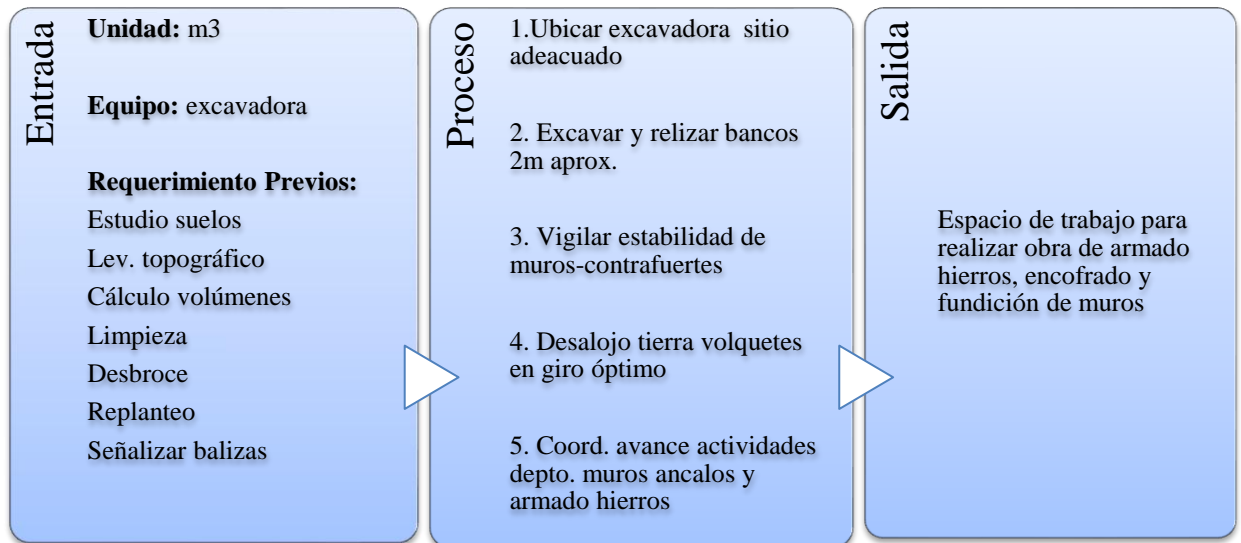 Entrada
Unidad: m3
Equipo: excavadora
Requerimiento Previos:
Estudio suelos
Lev. topográfico
Cálculo volúmenes
Limpieza
Desbroce
Replanteo
Señalizar balizas
Proceso
1.Ubicar excavadora sitio
adeacuado
2. Excavar y relizar bancos
2m aprox.
3. Vigilar estabilidad de
muros-contrafuertes
4. Desalojo tierra volquetes
en giro óptimo
5. Coord. avance actividades
depto. muros ancalos y
armado hierros
Salida
Espacio de trabajo para
realizar obra de armado
hierros, encofrado y
fundición de muros